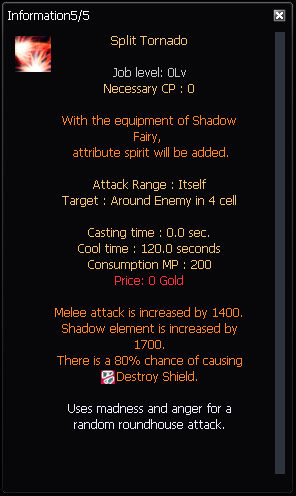 Information5/5
Split Tornado
Job level: 0Lv
Necessary CP : 0
With the equipment of Shadow
Fairy,
attribute spirit will be added.
Attack Range : Itself
Target : Around Enemy in 4 cell
Casting time : 0.0 sec.
Cool time : 120.0 seconds
Consumption MP : 200
Price: 0 Gold
Melee attack is increased by 1400.
Shadow element is increased by
1700.
There is a 80% chance of causing
Destroy Shield.
Uses madness and anger for a
random roundhouse attack.